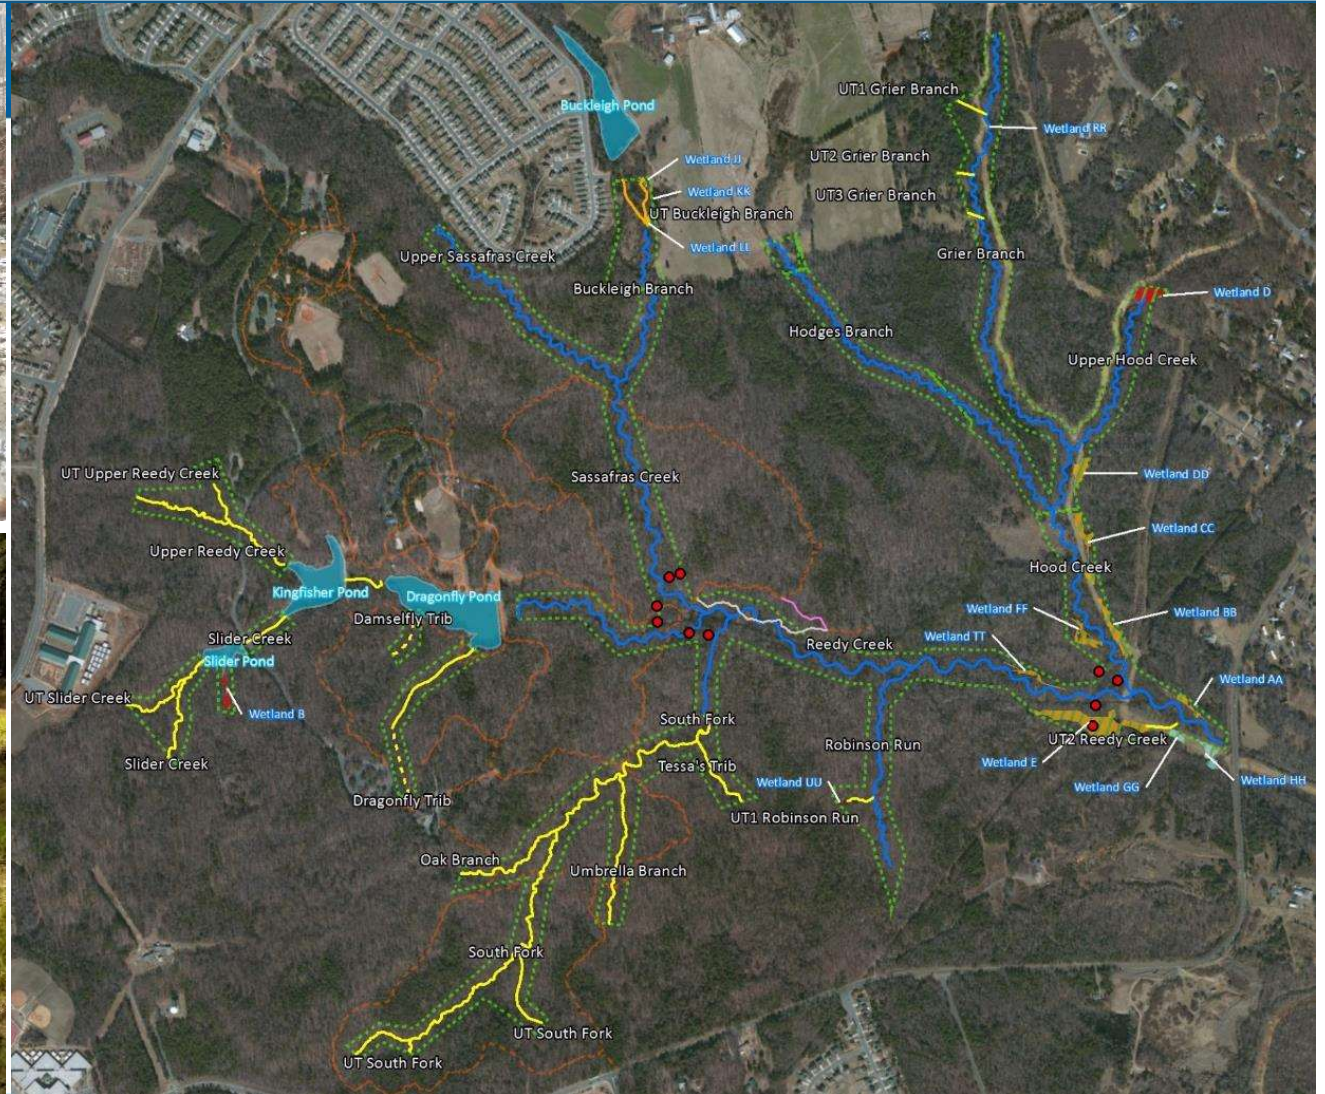 UT1 Grier Branch
Buckleigh Pond
Wetland RR
UT2 Grier Branch
Wetland JJ
Wetland KK
UT3 Grier Branch
UT Buckleigh Branch
Wetland LL
Upper Sassafras Creek
Grier Branch
Buckleigh Branch
Wetland D
Hodges Branch
Upper Hood Creek
UT Upper Reedy Creek
Sassafras Creek
Wetland DD
Wetland CC
Upper Reedy Creek
Hood Creek
Kingfisher Pond
Dragonfly Pond
Wetland FF
Wetland BB
Damselfly Trib
Slider Creek
Wetland TT
Reedy Creek
Slider Pond
Wetland AA
UT Slider Creek
Wetland B
South Fork
UT2 Reedy Creek
Robinson Run
Slider Creek
Tessa's Trib
Wetland E
Wetland UU
Wetland GG
Wetland HH
Dragonfly Trib
UT1 Robinson Run
Oak Branch
Umbrella Branch
South Fork
UT South Fork
UT South Fork